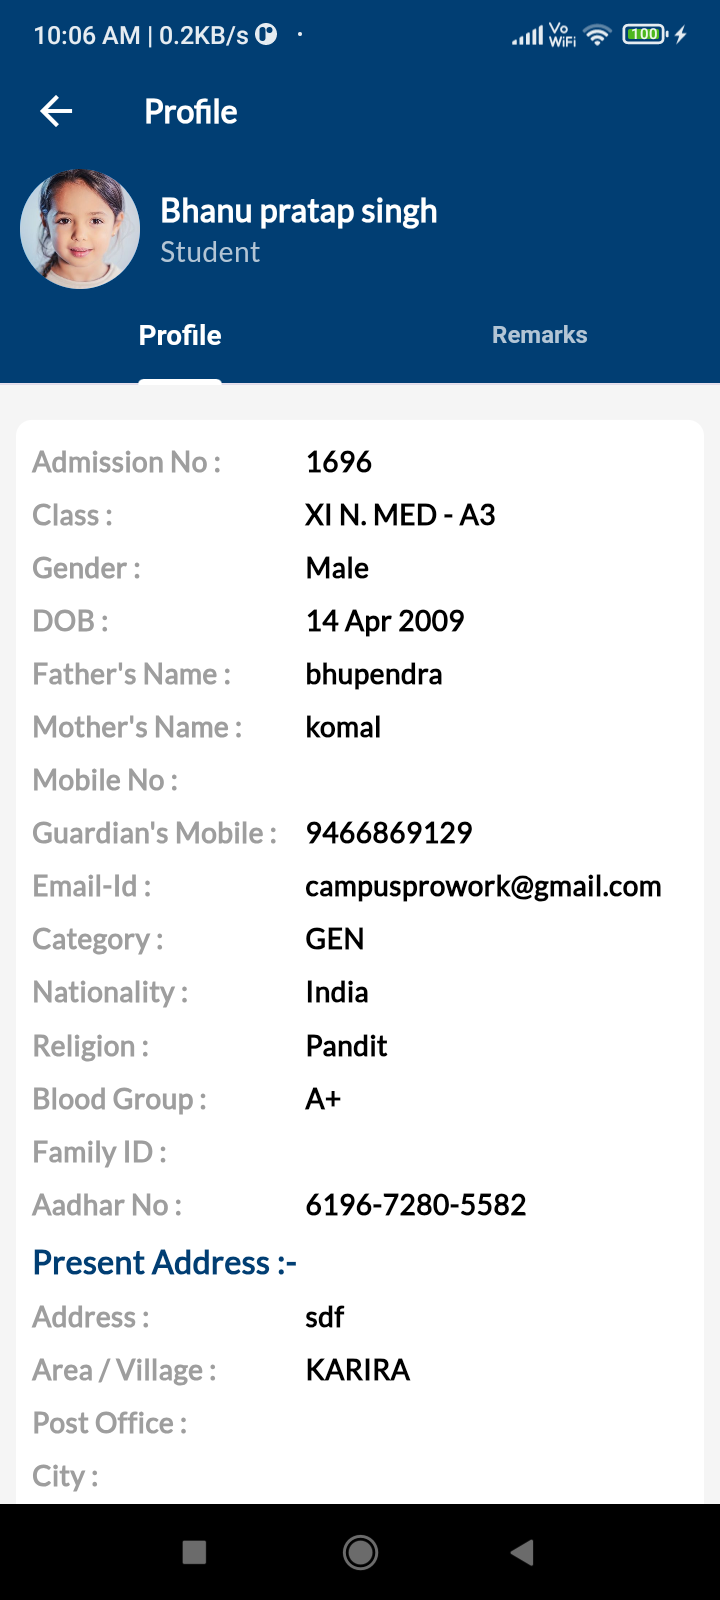 10:06 AM | 0.2KB/s
Vo
WiFi
100
Profile
Bhanu pratap singh
Student
Profile
Remarks
Admission No : 1696
Class : XI N. MED - A3
Gender : Male
DOB : 14 Apr 2009
Father's Name : bhupendra
Mother's Name : komal
Mobile No :
Guardian's Mobile : 9466869129
Email-Id : campusprowork@gmail.com
Category : GEN
Nationality : India
Religion : Pandit
Blood Group : A+
Family ID :
Aadhar No : 6196-7280-5582
Present Address :-
Address : sdf
Area / Village : KARIRA
Post Office :
City :